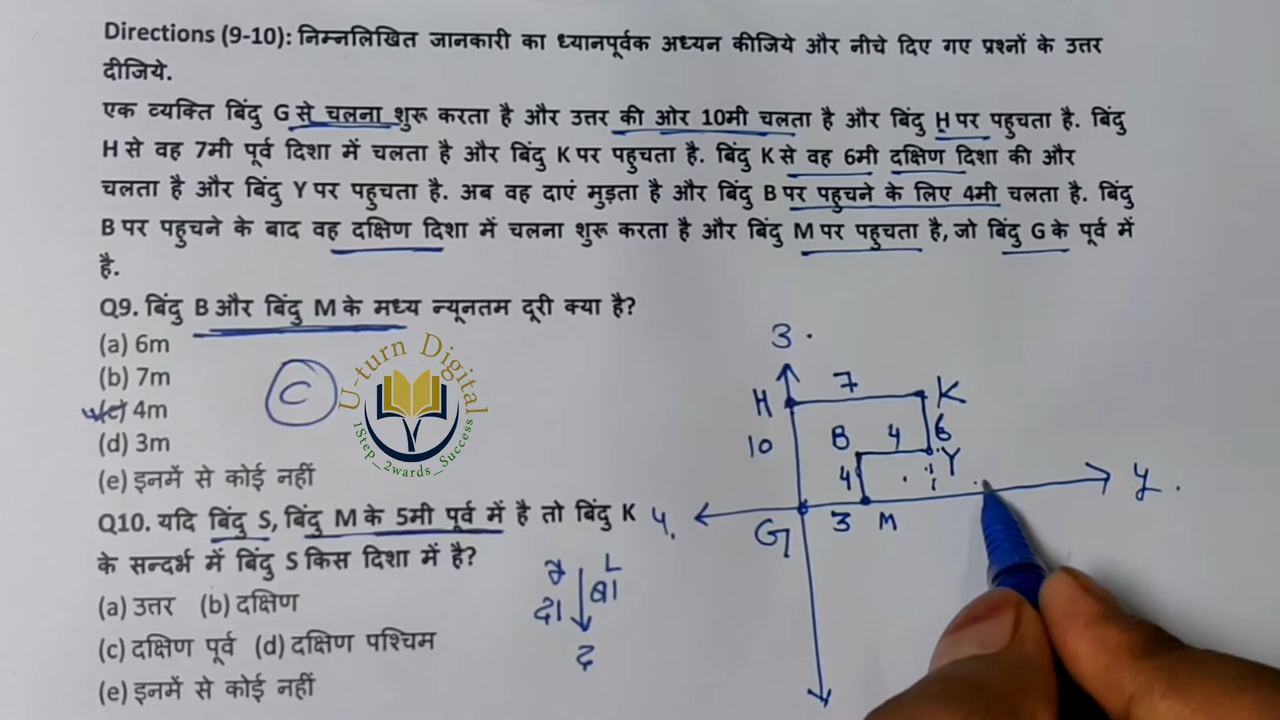 Directions (9-10): निम्नलिखित जानकारी का ध्यानपूर्वक अध्यन कीजिये और नीचे दिए गए प्रश्नों के उत्तर
दीजिये.
एक व्यक्ति बिंदु G से चलना शुरू करता है और उत्तर की ओर 10मी चलता है और बिंदु H पर पहुचता है. बिंदु
H से वह 7मी पूर्व दिशा में चलता है और बिंदु K पर पहुचता है. बिंदु K से वह 6मी दक्षिण दिशा की और
चलता है और बिंदु Y पर पहुचता है. अब वह दाएं मुड़ता है और बिंदु B पर पहुचने के लिए 4मी चलता है. बिंदु
B पर पहुचने के बाद वह दक्षिण दिशा में चलना शुरू करता है और बिंदु M पर पहुचता है, जो बिंदु G के पूर्व में
है.
Q9. बिंदु B और बिंदु M के मध्य न्यूनतम दूरी क्या है?
(a) 6m
(b) 7m
(c) 4m
(d) 3m
(e) इनमें से कोई नहीं
C
U-turn Digital
1Step_2wards_Success
Q10. यदि बिंदु S, बिंदु M के 5मी पूर्व में है तो बिंदु K
के सन्दर्भ में बिंदु S किस दिशा में है?
(a) उत्तर (b) दक्षिण
(c) दक्षिण पूर्व (d) दक्षिण पश्चिम
(e) इनमें से कोई नहीं
L
दा बा
द
उ.
H 7 K
10 B 4 6
4 Y
G 3 M
प. पू.